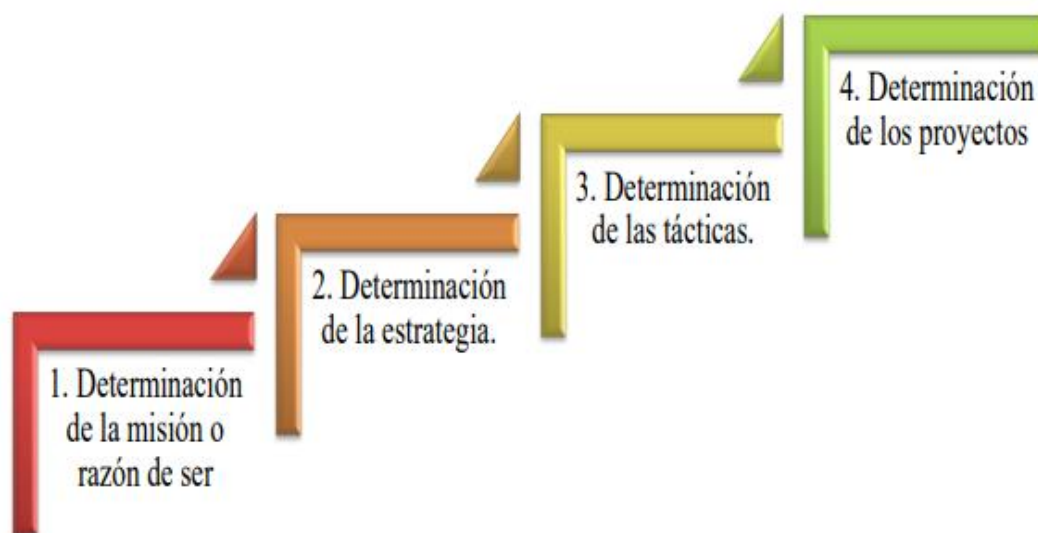 1. Determinación
de la misión o
razón de ser
2. Determinación
de la estrategia.
3. Determinación
de las tácticas.
4. Determinación
de los proyectos